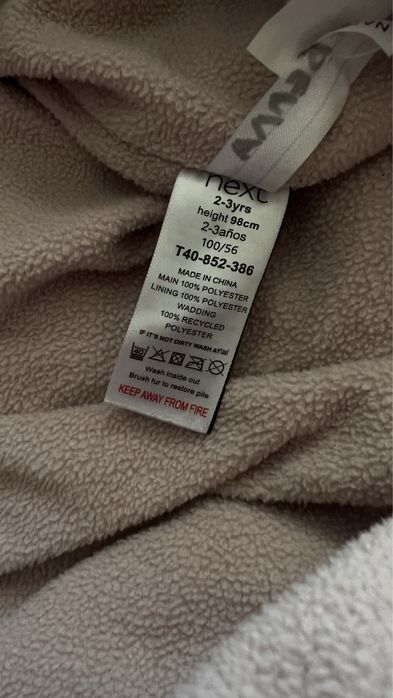 next
2-3yrs
height 98cm
2-3años
100/56
T40-852-386
MADE IN CHINA
MAIN 100% POLYESTER
LINING 100% POLYESTER
WADDING
100% RECYCLED
POLYESTER
IF IT'S NOT DIRTY WASH AT 30°
40
Wash inside out
Brush fur to restore pile
KEEP AWAY FROM FIRE